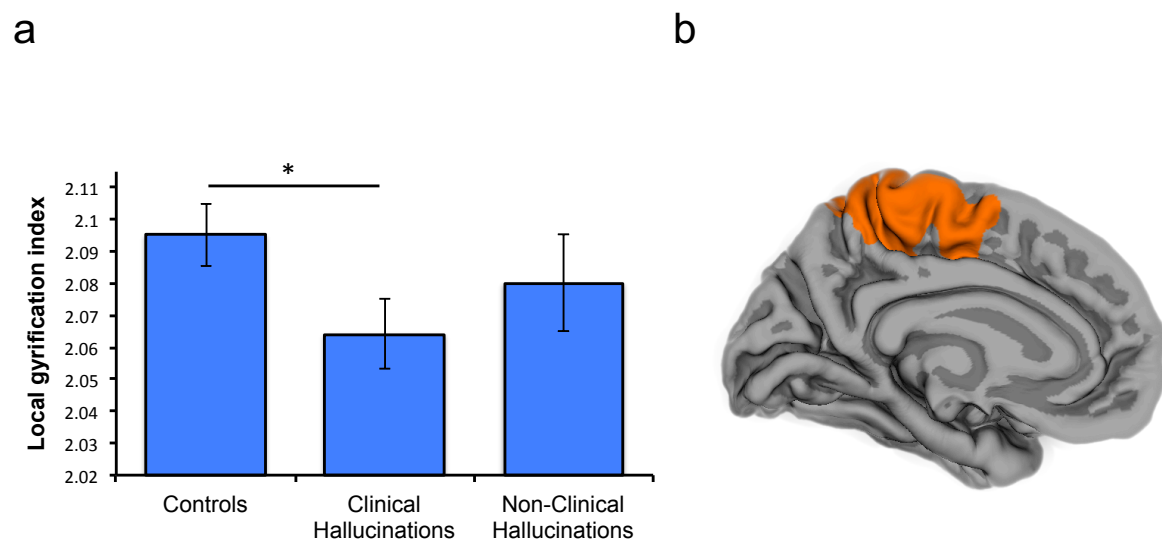 a
b
*
Local gyrification index
2.11
2.1
2.09
2.08
2.07
2.06
2.05
2.04
2.03
2.02
Controls
Clinical
Hallucinations
Non-Clinical
Hallucinations